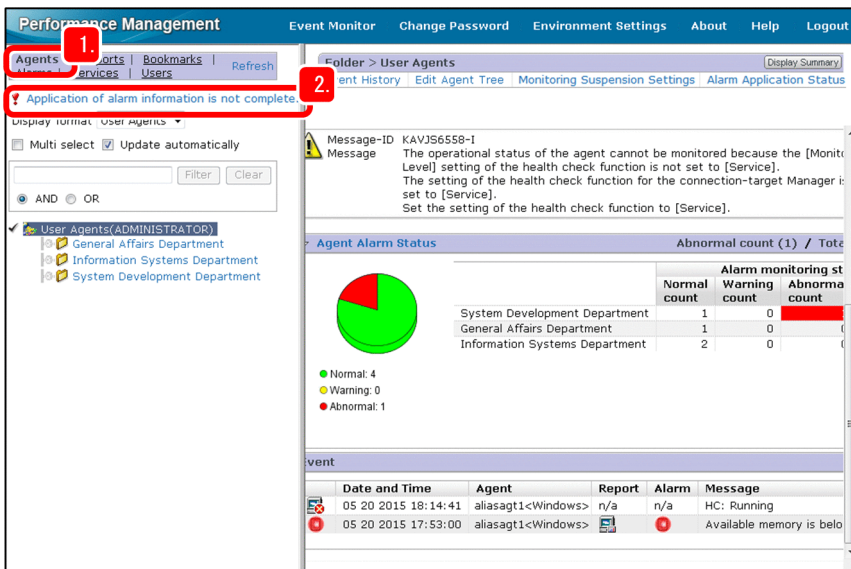 Performance Management
Event Monitor Change Password Environment Settings About Help Logout
1.
Agents | Bookmarks |
Services | Users
Refresh
2.
Application of alarm information is not complete.
Display format User Agents
Multi select Update automatically
Filter Clear
AND OR
User Agents(ADMINISTRATOR)
General Affairs Department
Information Systems Department
System Development Department
Folder > User Agents
Display Summary
Event History Edit Agent Tree Monitoring Suspension Settings Alarm Application Status
Message-ID KAVJS6558-I
Message The operational status of the agent cannot be monitored because the [Monito
Level] setting of the health check function is not set to [Service].
The setting of the health check function for the connection-target Manager i
set to [Service].
Set the setting of the health check function to [Service].
Agent Alarm Status Abnormal count (1) / Tota
Alarm monitoring st
Normal count Warning count Abnorma count
System Development Department 1 0
General Affairs Department 1 0
Information Systems Department 2 0
Normal: 4
Warning: 0
Abnormal: 1
Event
Date and Time Agent Report Alarm Message
05 20 2015 18:14:41 aliasagt1<Windows> n/a n/a HC: Running
05 20 2015 17:53:00 aliasagt1<Windows> Available memory is belo